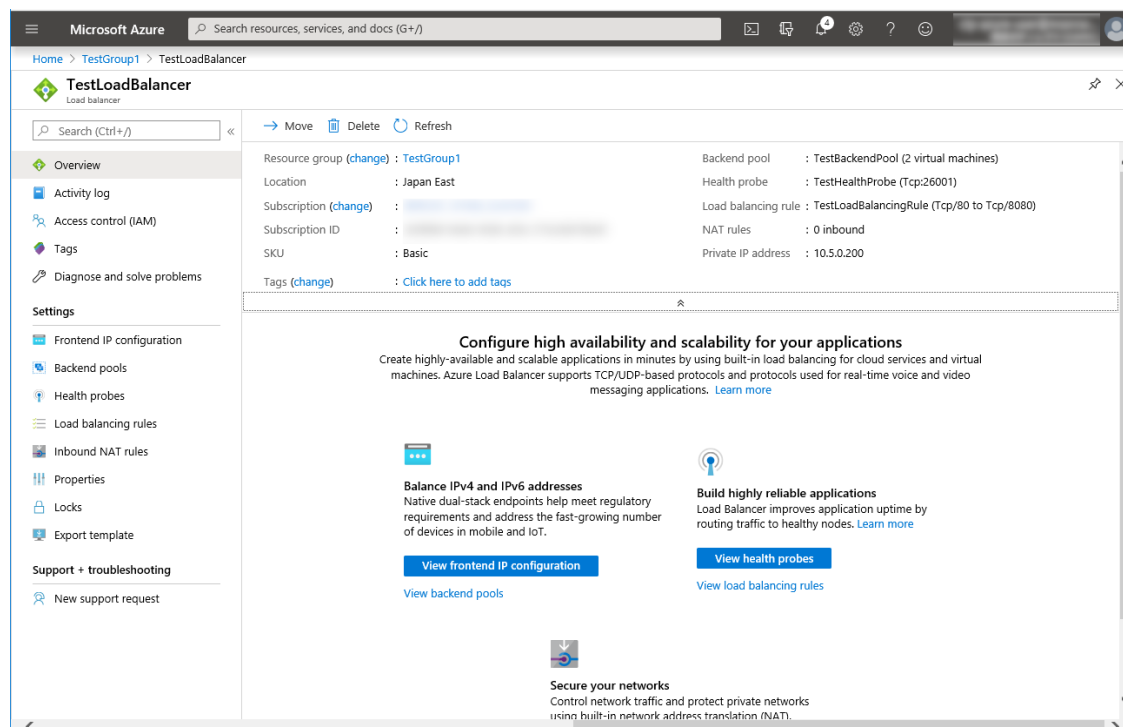 Microsoft Azure
Search resources, services, and docs (G+/)
4
Home > TestGroup1 > TestLoadBalancer
TestLoadBalancer
Load balancer
Search (Ctrl+/)
«
Overview
Activity log
Access control (IAM)
Tags
Diagnose and solve problems
Settings
Frontend IP configuration
Backend pools
Health probes
Load balancing rules
Inbound NAT rules
Properties
Locks
Export template
Support + troubleshooting
New support request
Move Delete Refresh
Resource group (change) : TestGroup1
Location : Japan East
Subscription (change) :
Subscription ID :
SKU : Basic
Tags (change) : Click here to add tags
Backend pool : TestBackendPool (2 virtual machines)
Health probe : TestHealthProbe (Tcp:26001)
Load balancing rule : TestLoadBalancingRule (Tcp/80 to Tcp/8080)
NAT rules : 0 inbound
Private IP address : 10.5.0.200
Configure high availability and scalability for your applications
Create highly-available and scalable applications in minutes by using built-in load balancing for cloud services and virtual
machines. Azure Load Balancer supports TCP/UDP-based protocols and protocols used for real-time voice and video
messaging applications. Learn more
Balance IPv4 and IPv6 addresses
Native dual-stack endpoints help meet regulatory
requirements and address the fast-growing number
of devices in mobile and IoT.
View frontend IP configuration
View backend pools
Build highly reliable applications
Load Balancer improves application uptime by
routing traffic to healthy nodes. Learn more
View health probes
View load balancing rules
Secure your networks
Control network traffic and protect private networks
using built-in network address translation (NAT).